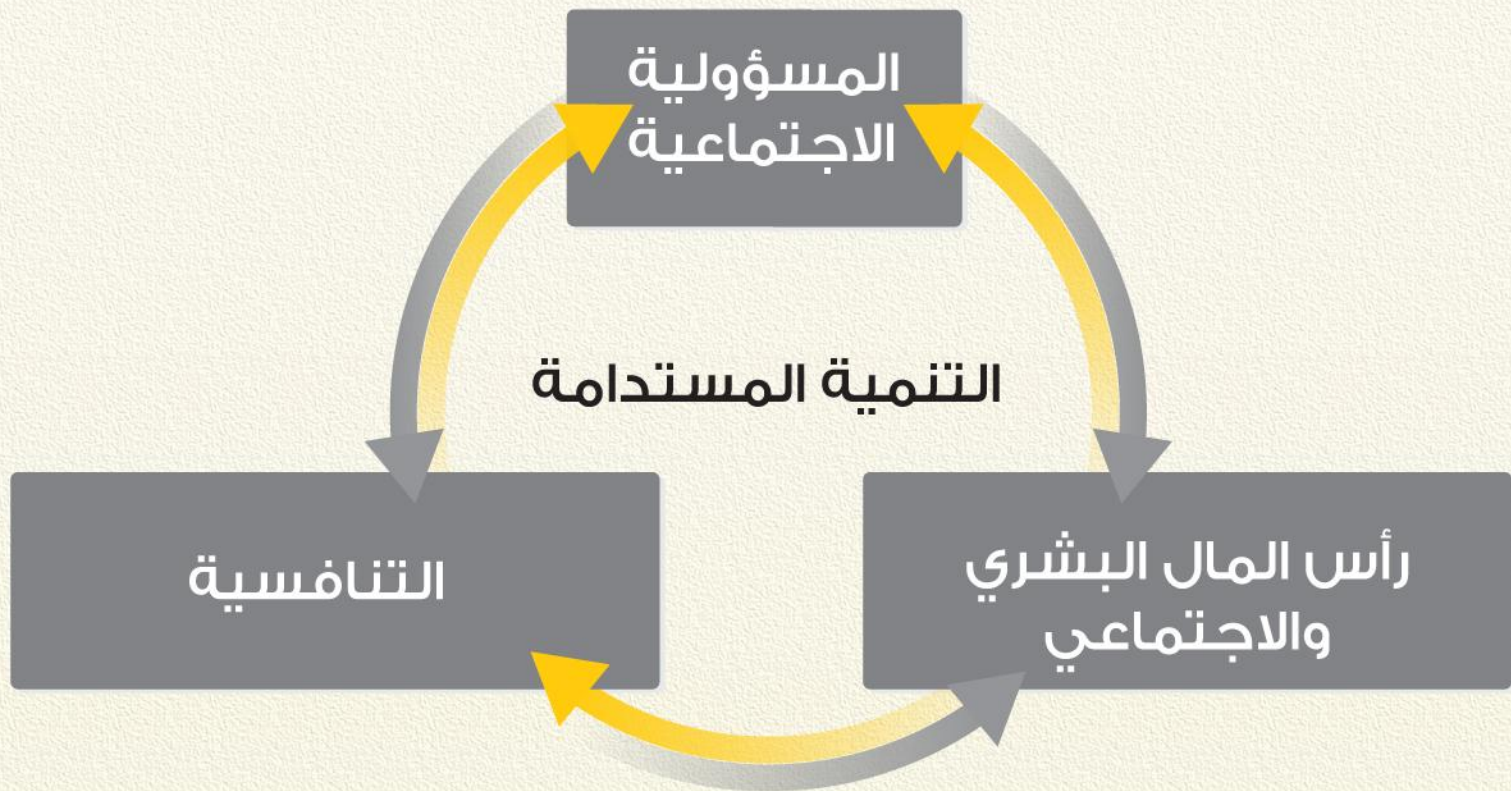 المسؤولية
الاجتماعية
التنمية المستدامة
رأس المال البشري
والاجتماعي
التنافسية